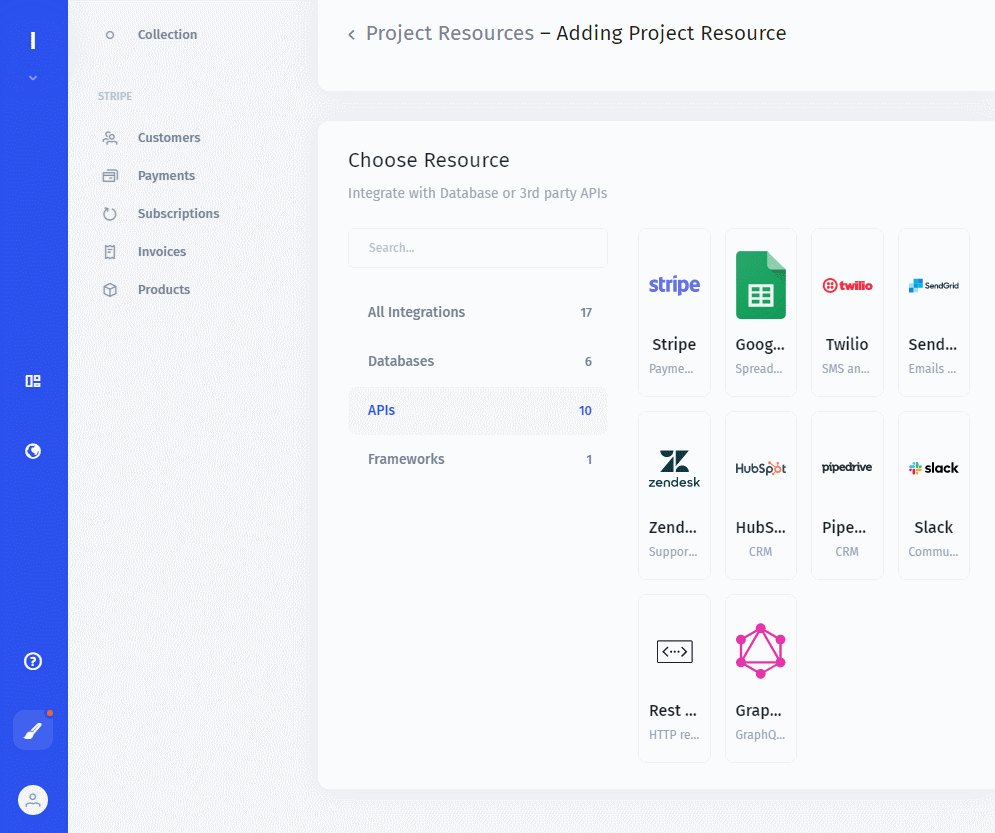 Collection
STRIPE
Customers
Payments
Subscriptions
Invoices
Products
Project Resources – Adding Project Resource
Choose Resource
Integrate with Database or 3rd party APIs
Search...
All Integrations 17
Databases 6
APIs 10
Frameworks 1
stripe
Stripe
Payme...
Goog...
Spread...
twilio
Twilio
SMS an...
SendGrid
Send...
Emails ...
zendesk
Zend...
Suppor...
HubSpot
HubS...
CRM
pipedrive
Pipe...
CRM
slack
Slack
Commu...
Rest ...
HTTP re...
Grap...
GraphQ...